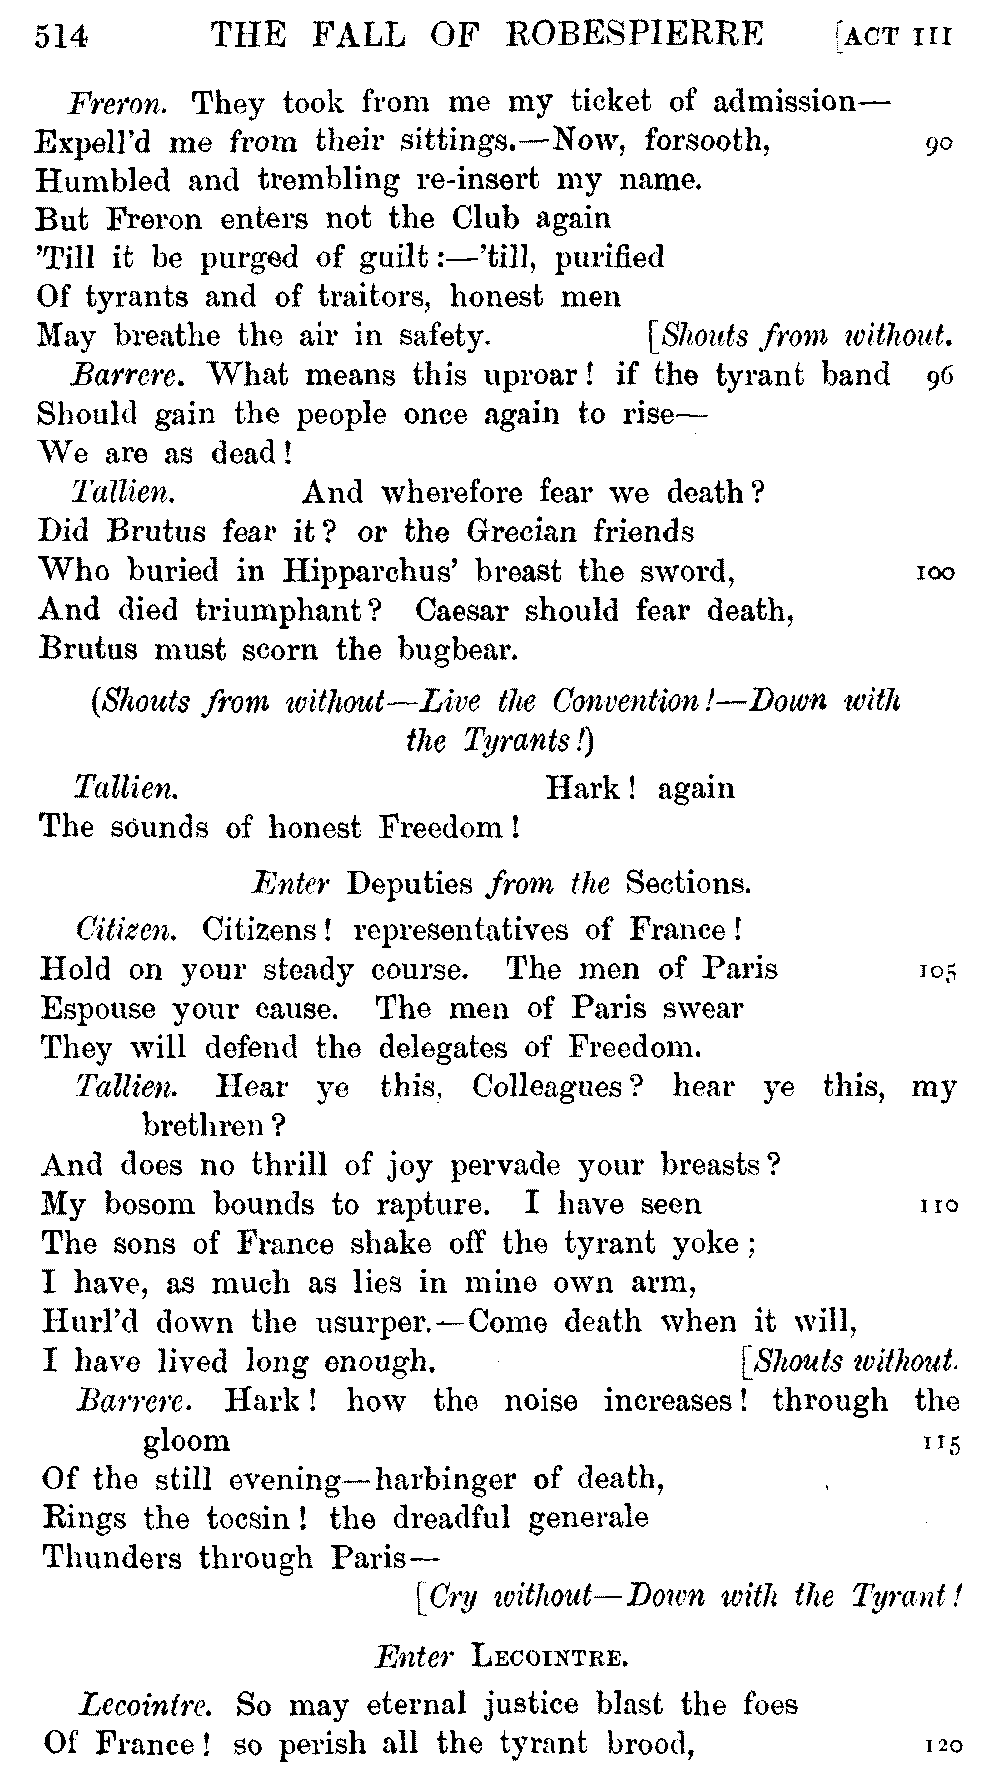 514 THE FALL OF ROBESPIERRE [ACT III
Freron. They took from me my ticket of admission—
Expell'd me from their sittings.—Now, forsooth, 90
Humbled and trembling re-insert my name.
But Freron enters not the Club again
'Till it be purged of guilt:—'till, purified
Of tyrants and of traitors, honest men
May breathe the air in safety. [Shouts from without.
Barrere. What means this uproar! if the tyrant band 96
Should gain the people once again to rise—
We are as dead!
Tallien. And wherefore fear we death?
Did Brutus fear it? or the Grecian friends
Who buried in Hipparchus' breast the sword, 100
And died triumphant? Caesar should fear death,
Brutus must scorn the bugbear.
(Shouts from without—Live the Convention!—Down with
the Tyrants!)
Tallien. Hark! again
The sounds of honest Freedom!
Enter Deputies from the Sections.
Citizen. Citizens! representatives of France!
Hold on your steady course. The men of Paris 105
Espouse your cause. The men of Paris swear
They will defend the delegates of Freedom.
Tallien. Hear ye this, Colleagues? hear ye this, my
brethren?
And does no thrill of joy pervade your breasts?
My bosom bounds to rapture. I have seen 110
The sons of France shake off the tyrant yoke;
I have, as much as lies in mine own arm,
Hurl'd down the usurper.—Come death when it will,
I have lived long enough. [Shouts without.
Barrere. Hark! how the noise increases! through the
gloom 115
Of the still evening—harbinger of death,
Rings the tocsin! the dreadful generale
Thunders through Paris—
[Cry without—Down with the Tyrant!
Enter LECOINTRE.
Lecointre. So may eternal justice blast the foes
Of France! so perish all the tyrant brood, 120